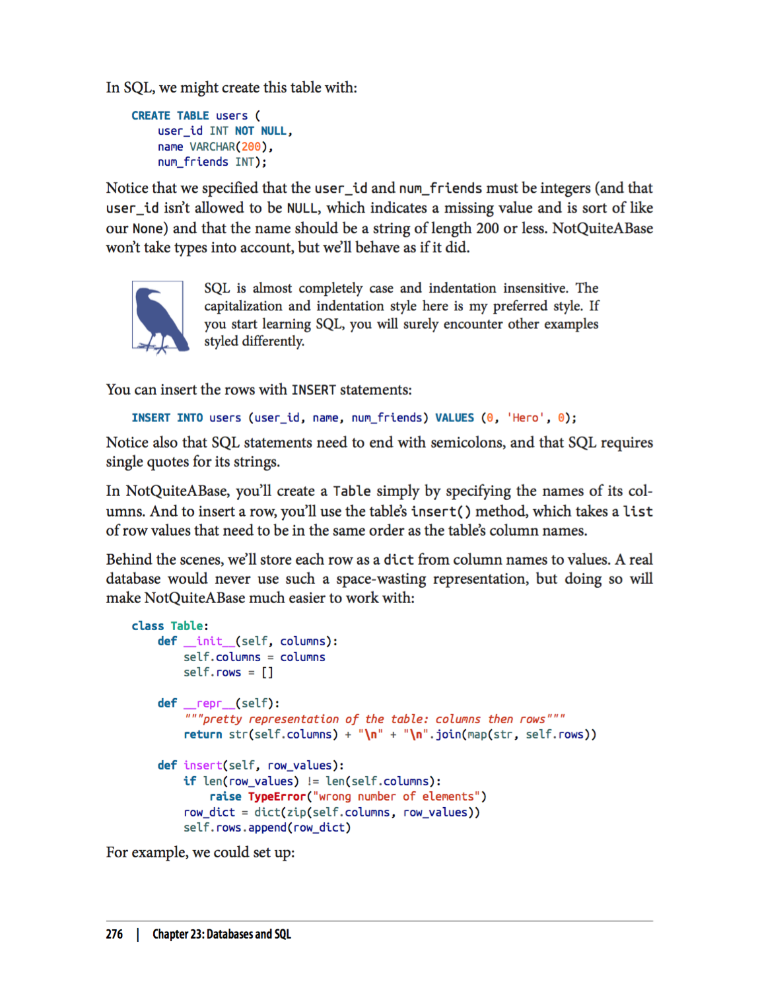 In SQL, we might create this table with:
CREATE TABLE users (
    user_id INT NOT NULL,
    name VARCHAR(200),
    num_friends INT);
Notice that we specified that the user_id and num_friends must be integers (and that
user_id isn’t allowed to be NULL, which indicates a missing value and is sort of like
our None) and that the name should be a string of length 200 or less. NotQuiteABase
won’t take types into account, but we’ll behave as if it did.
SQL is almost completely case and indentation insensitive. The
capitalization and indentation style here is my preferred style. If
you start learning SQL, you will surely encounter other examples
styled differently.
You can insert the rows with INSERT statements:
INSERT INTO users (user_id, name, num_friends) VALUES (0, 'Hero', 0);
Notice also that SQL statements need to end with semicolons, and that SQL requires
single quotes for its strings.
In NotQuiteABase, you’ll create a Table simply by specifying the names of its col-
umns. And to insert a row, you’ll use the table’s insert() method, which takes a list
of row values that need to be in the same order as the table’s column names.
Behind the scenes, we’ll store each row as a dict from column names to values. A real
database would never use such a space-wasting representation, but doing so will
make NotQuiteABase much easier to work with:
class Table:
    def __init__(self, columns):
        self.columns = columns
        self.rows = []
    def __repr__(self):
        """pretty representation of the table: columns then rows"""
        return str(self.columns) + "\n" + "\n".join(map(str, self.rows))
    def insert(self, row_values):
        if len(row_values) != len(self.columns):
            raise TypeError("wrong number of elements")
        row_dict = dict(zip(self.columns, row_values))
        self.rows.append(row_dict)
For example, we could set up:
276 | Chapter 23: Databases and SQL